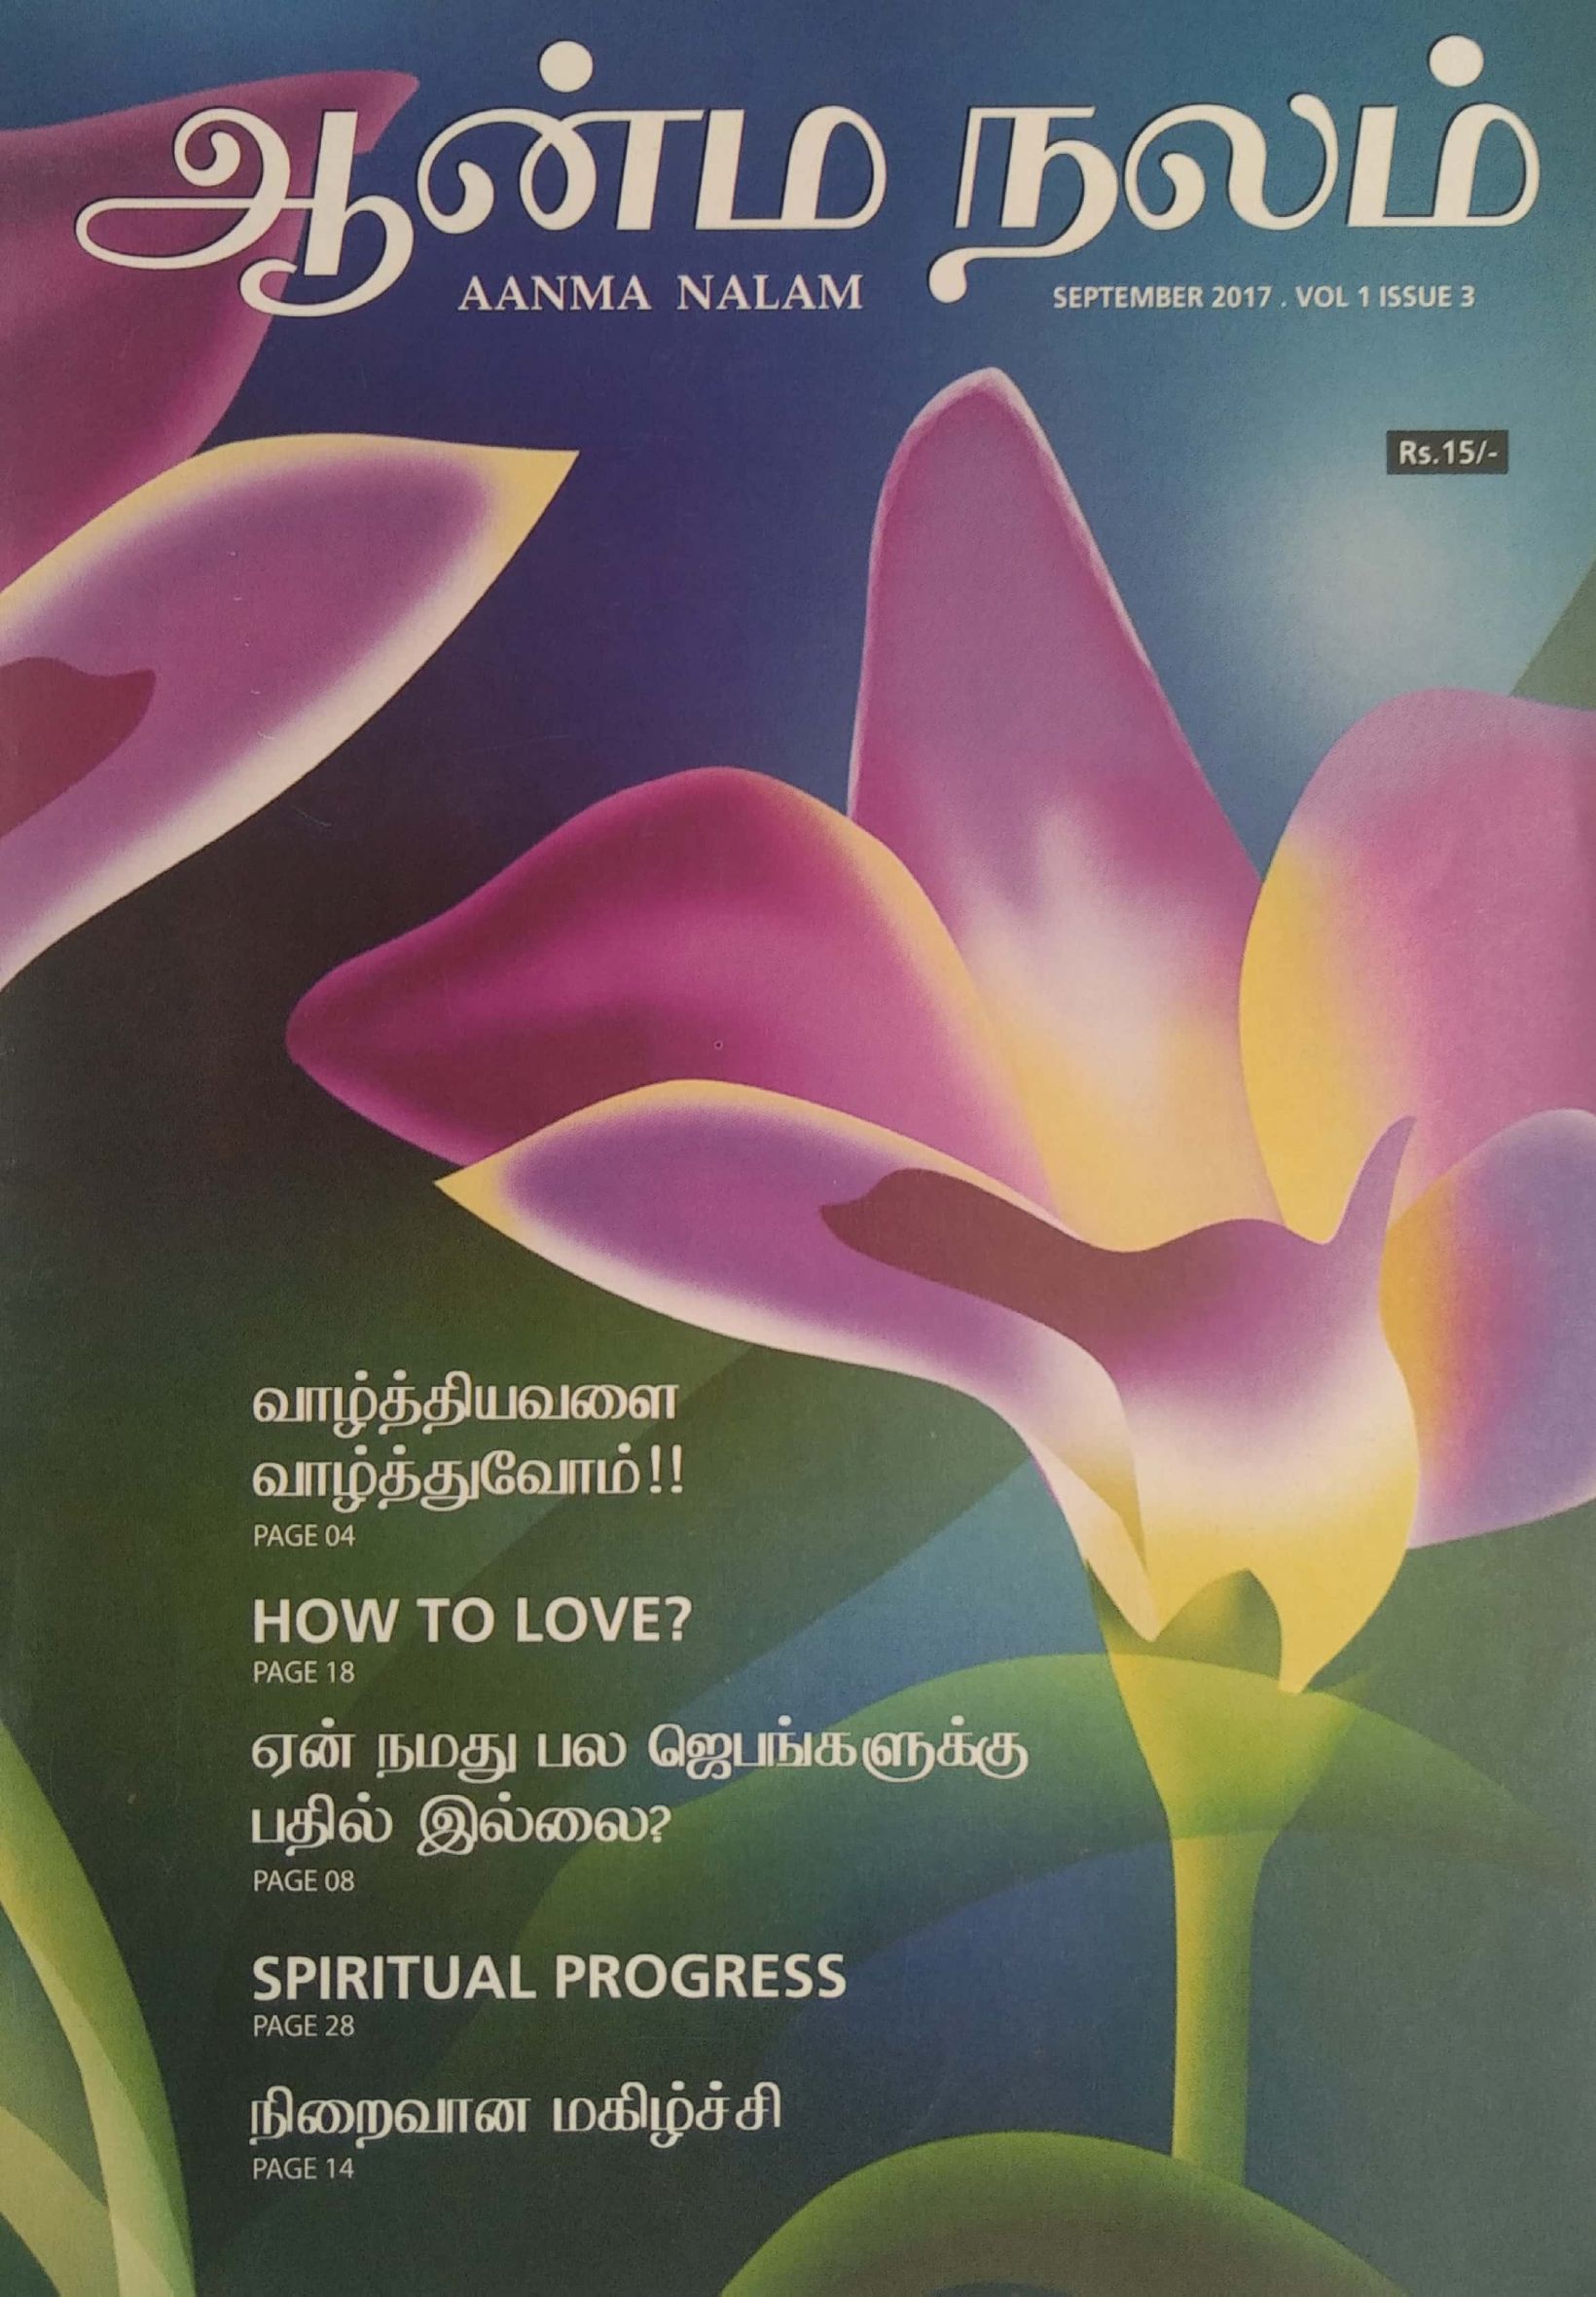 ஆன்ம நலம்
AANMA NALAM
SEPTEMBER 2017 . VOL 1 ISSUE 3
Rs.15/-
வாழ்த்தியவளை
வாழ்த்துவோம்!!
PAGE 04
HOW TO LOVE?
PAGE 18
ஏன் நமது பல ஜெபங்களுக்கு
பதில் இல்லை?
PAGE 08
SPIRITUAL PROGRESS
PAGE 28
நிறைவான மகிழ்ச்சி
PAGE 14